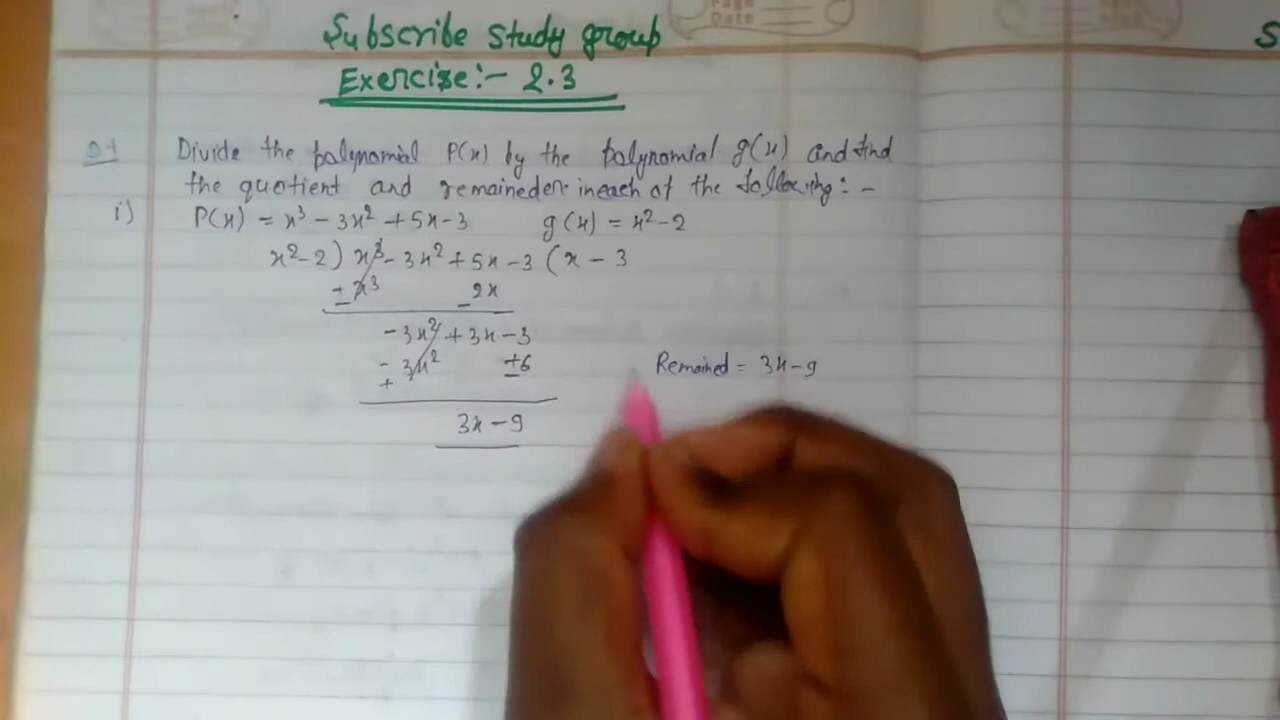 Subscribe study group
Exercise:- 2.3
Q1 Divide the polynomial P(x) by the polynomial g(x) and find
the quotient and remaineder in each of the following: -
i) P(x) = x³ - 3x² + 5x - 3 g(x) = x² - 2
x² - 2) x³ - 3x² + 5x - 3 (x - 3
+ x³ 2x
- -
- 3x² + 3x - 3
- 3x² + 6
+ -
3x - 9
Remained = 3x - 9
S